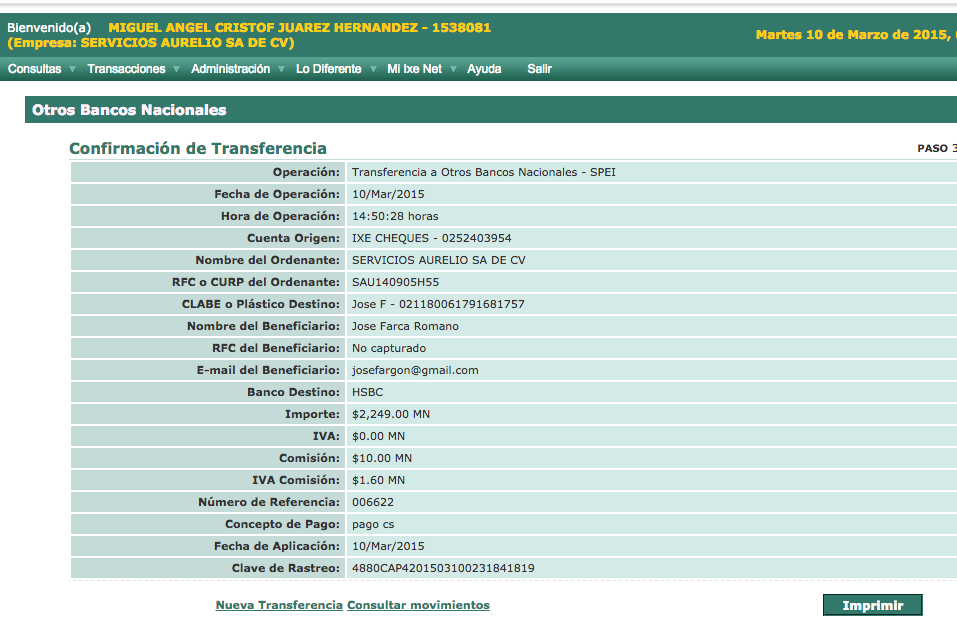 Bienvenido(a) MIGUEL ANGEL CRISTOF JUAREZ HERNANDEZ - 1538081
(Empresa: SERVICIOS AURELIO SA DE CV)
Martes 10 de Marzo de 2015,
Consultas Transacciones Administración Lo Diferente Mi Ixe Net Ayuda Salir
Otros Bancos Nacionales
Confirmación de Transferencia PASO 3
Operación: Transferencia a Otros Bancos Nacionales - SPEI
Fecha de Operación: 10/Mar/2015
Hora de Operación: 14:50:28 horas
Cuenta Origen: IXE CHEQUES - 0252403954
Nombre del Ordenante: SERVICIOS AURELIO SA DE CV
RFC o CURP del Ordenante: SAU140905H55
CLABE o Plástico Destino: Jose F - 021180061791681757
Nombre del Beneficiario: Jose Farca Romano
RFC del Beneficiario: No capturado
E-mail del Beneficiario: josefargon@gmail.com
Banco Destino: HSBC
Importe: $2,249.00 MN
IVA: $0.00 MN
Comisión: $10.00 MN
IVA Comisión: $1.60 MN
Número de Referencia: 006622
Concepto de Pago: pago cs
Fecha de Aplicación: 10/Mar/2015
Clave de Rastreo: 4880CAP4201503100231841819
Nueva Transferencia Consultar movimientos Imprimir